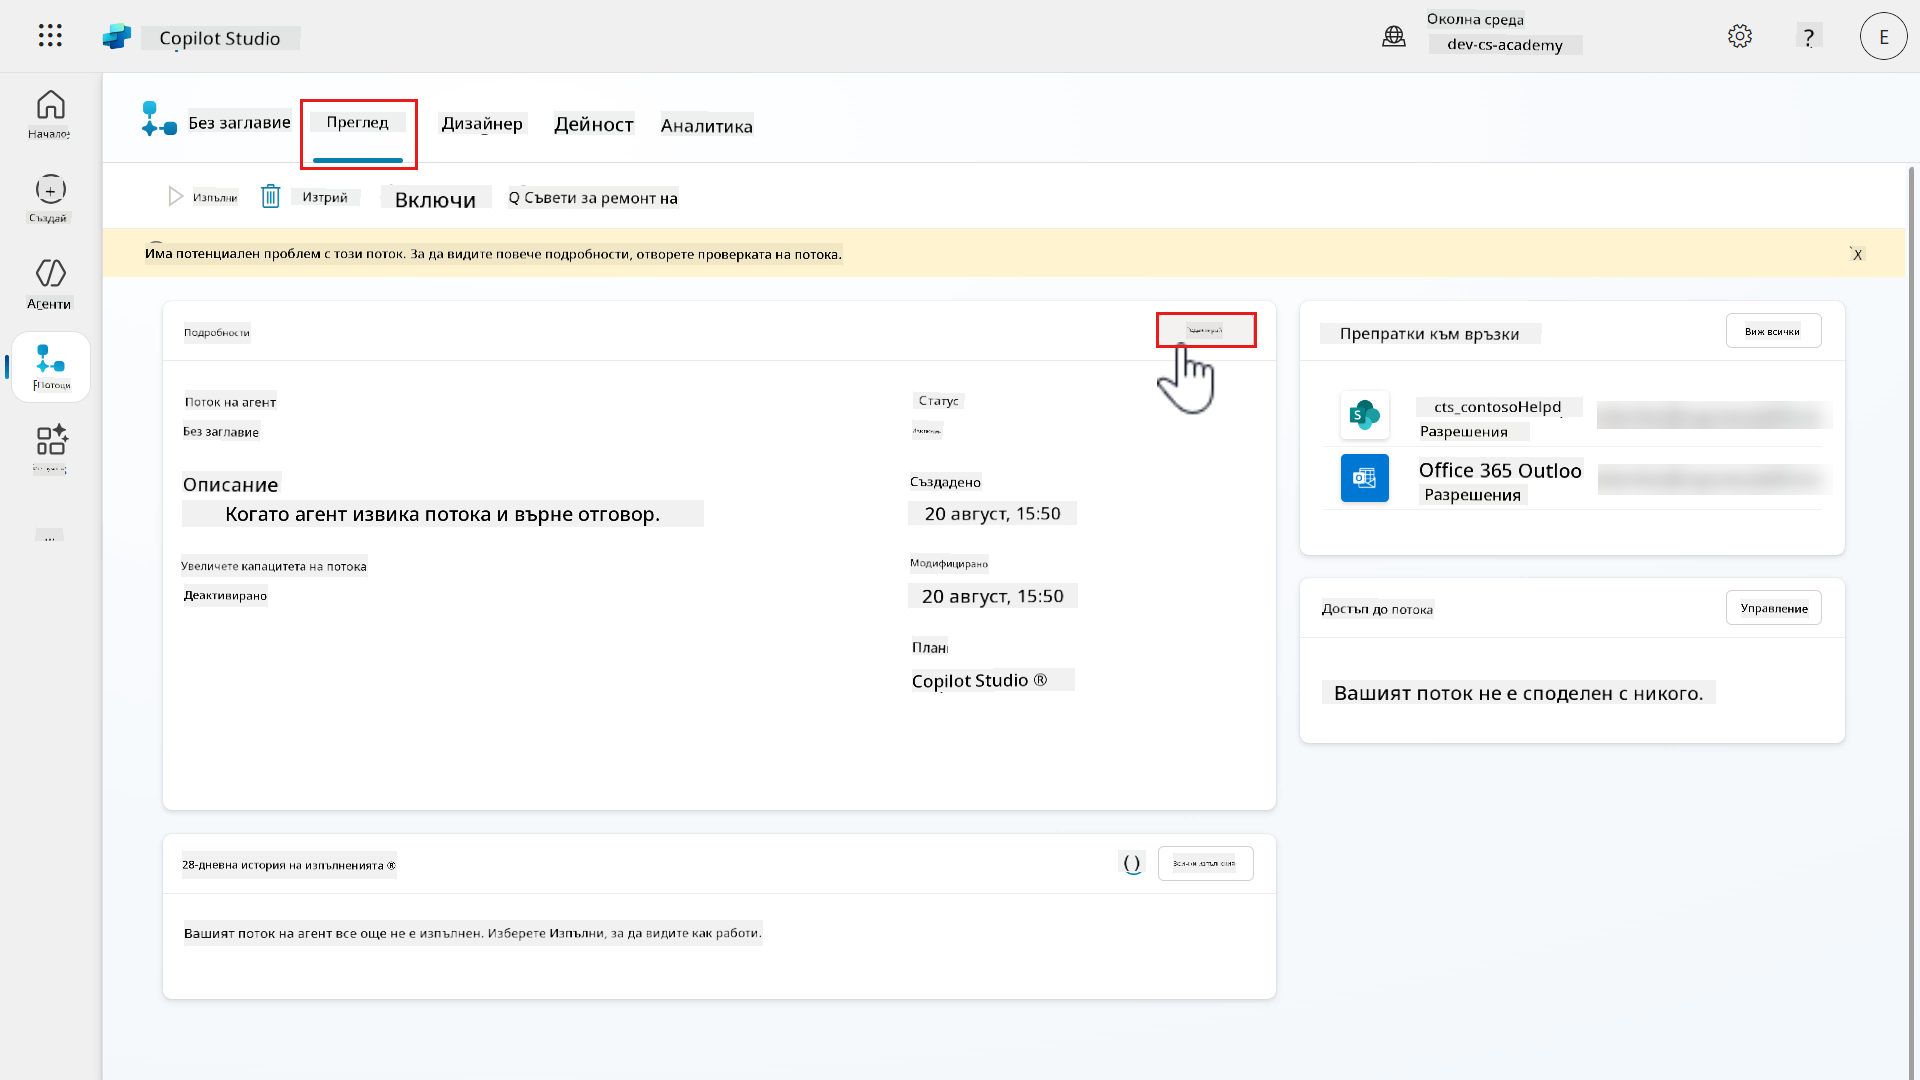 Copilot Studio
Околна среда
dev-cs-academy
?
E
Начало
Създай
Агенти
Потоци
...
Без заглавие
Преглед
Дизайнер
Дейност
Аналитика
Изпълни
Изтрий
Включи
Q Съвети за ремонт на
Има потенциален проблем с този поток. За да видите повече подробности, отворете проверката на потока.
X
Подробности
Поток на агент
Без заглавие
Описание
Когато агент извика потока и върне отговор.
Увеличете капацитета на потока
Деактивирано
Статус
Създадено
20 август, 15:50
Модифицирано
20 август, 15:50
План
Copilot Studio ®
Препратки към връзки
Виж всички
cts_contosoHelpd
Разрешения
Office 365 Outloo
Разрешения
Достъп до потока
Управление
Вашият поток не е споделен с никого.
28-дневна история на изпълненията ®
()
Всички изпълнения
Вашият поток на агент все още не е изпълнен. Изберете Изпълни, за да видите как работи.